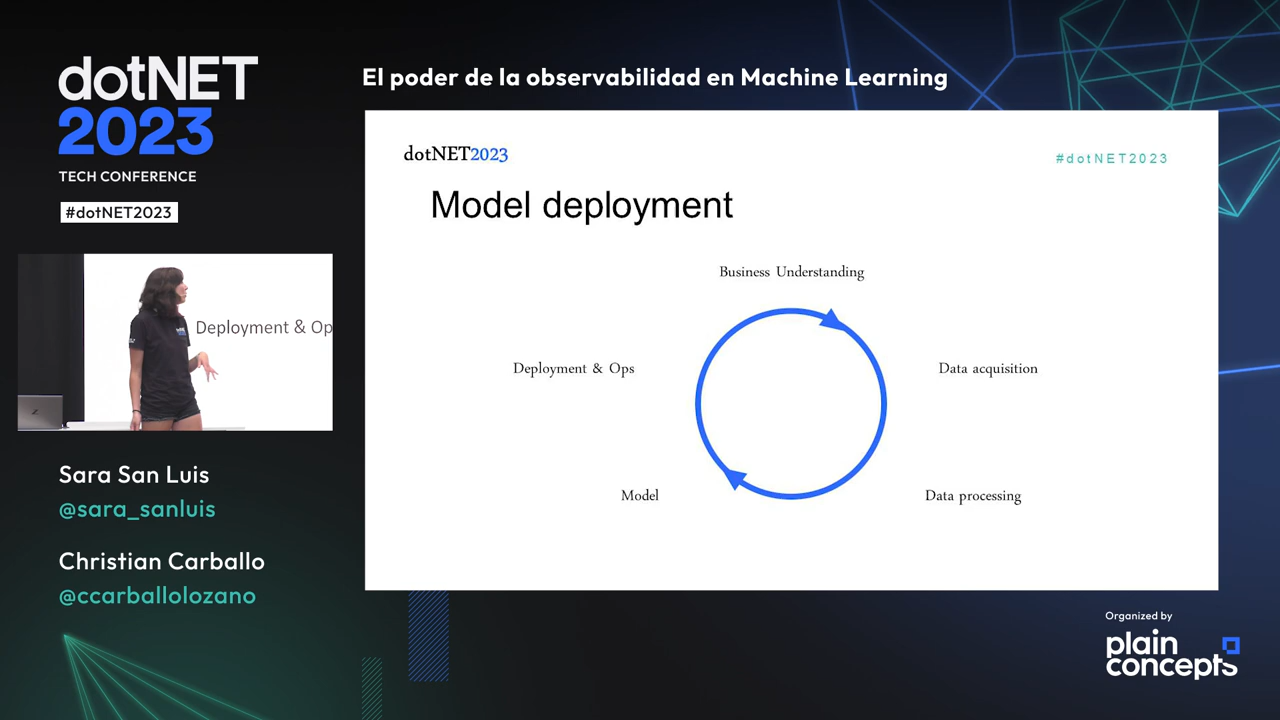 dotNET
2023
TECH CONFERENCE
#dotNET2023
El poder de la observabilidad en Machine Learning
dotNET2023
#dotNET2023
Model deployment
Business Understanding
Deployment & Ops
Data acquisition
Model
Data processing
Deployment & Op
Sara San Luis
@sara_sanluis
Christian Carballo
@ccarballolozano
Organized by
plain
concepts